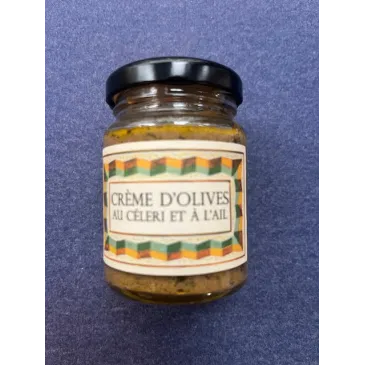 CRÈME D'OLIVES
AU CÉLERI ET À L'AIL